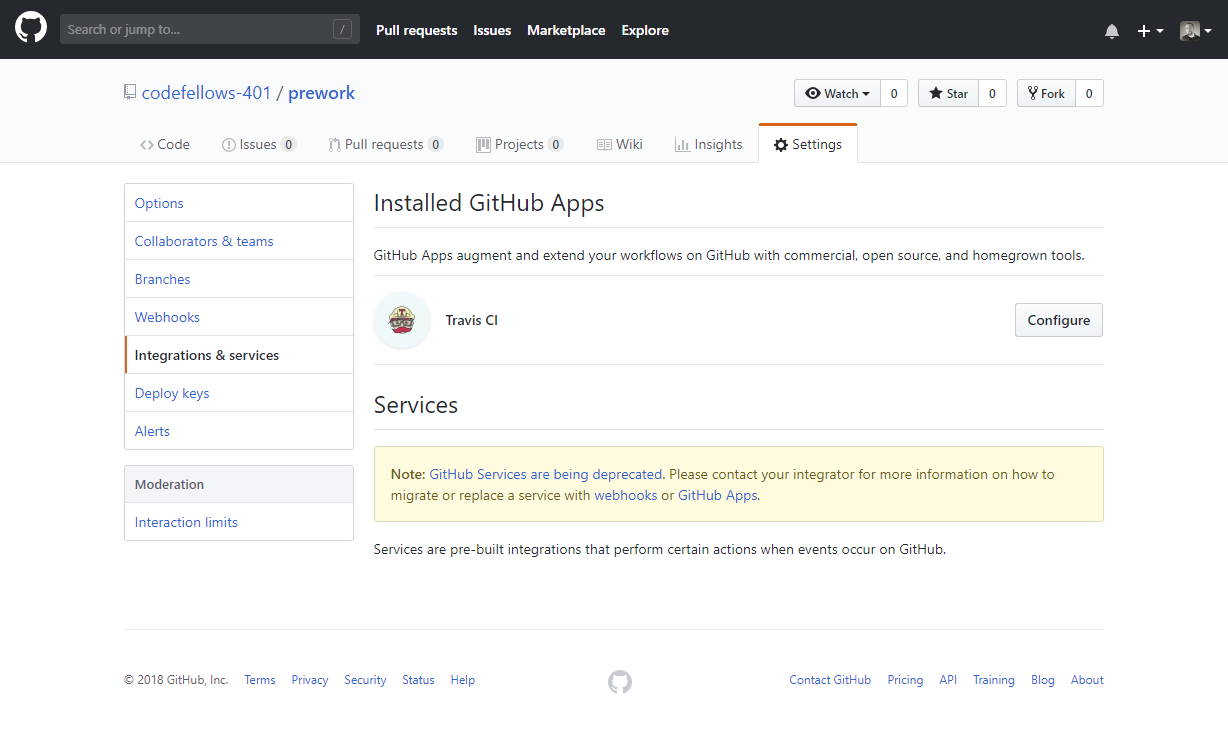 Search or jump to... / Pull requests Issues Marketplace Explore
codefellows-401 / prework Watch 0 Star 0 Fork 0
Code Issues 0 Pull requests 0 Projects 0 Wiki Insights Settings
Options
Collaborators & teams
Branches
Webhooks
Integrations & services
Deploy keys
Alerts
Moderation
Interaction limits
Installed GitHub Apps
GitHub Apps augment and extend your workflows on GitHub with commercial, open source, and homegrown tools.
Travis CI Configure
Services
Note: GitHub Services are being deprecated. Please contact your integrator for more information on how to
migrate or replace a service with webhooks or GitHub Apps.
Services are pre-built integrations that perform certain actions when events occur on GitHub.
© 2018 GitHub, Inc. Terms Privacy Security Status Help Contact GitHub Pricing API Training Blog About